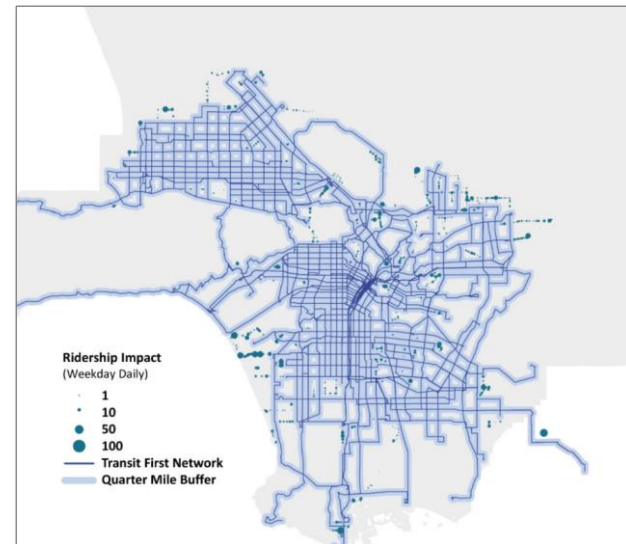 Ridership Impact
(Weekday Daily)
1
10
50
100
Transit First Network
Quarter Mile Buffer